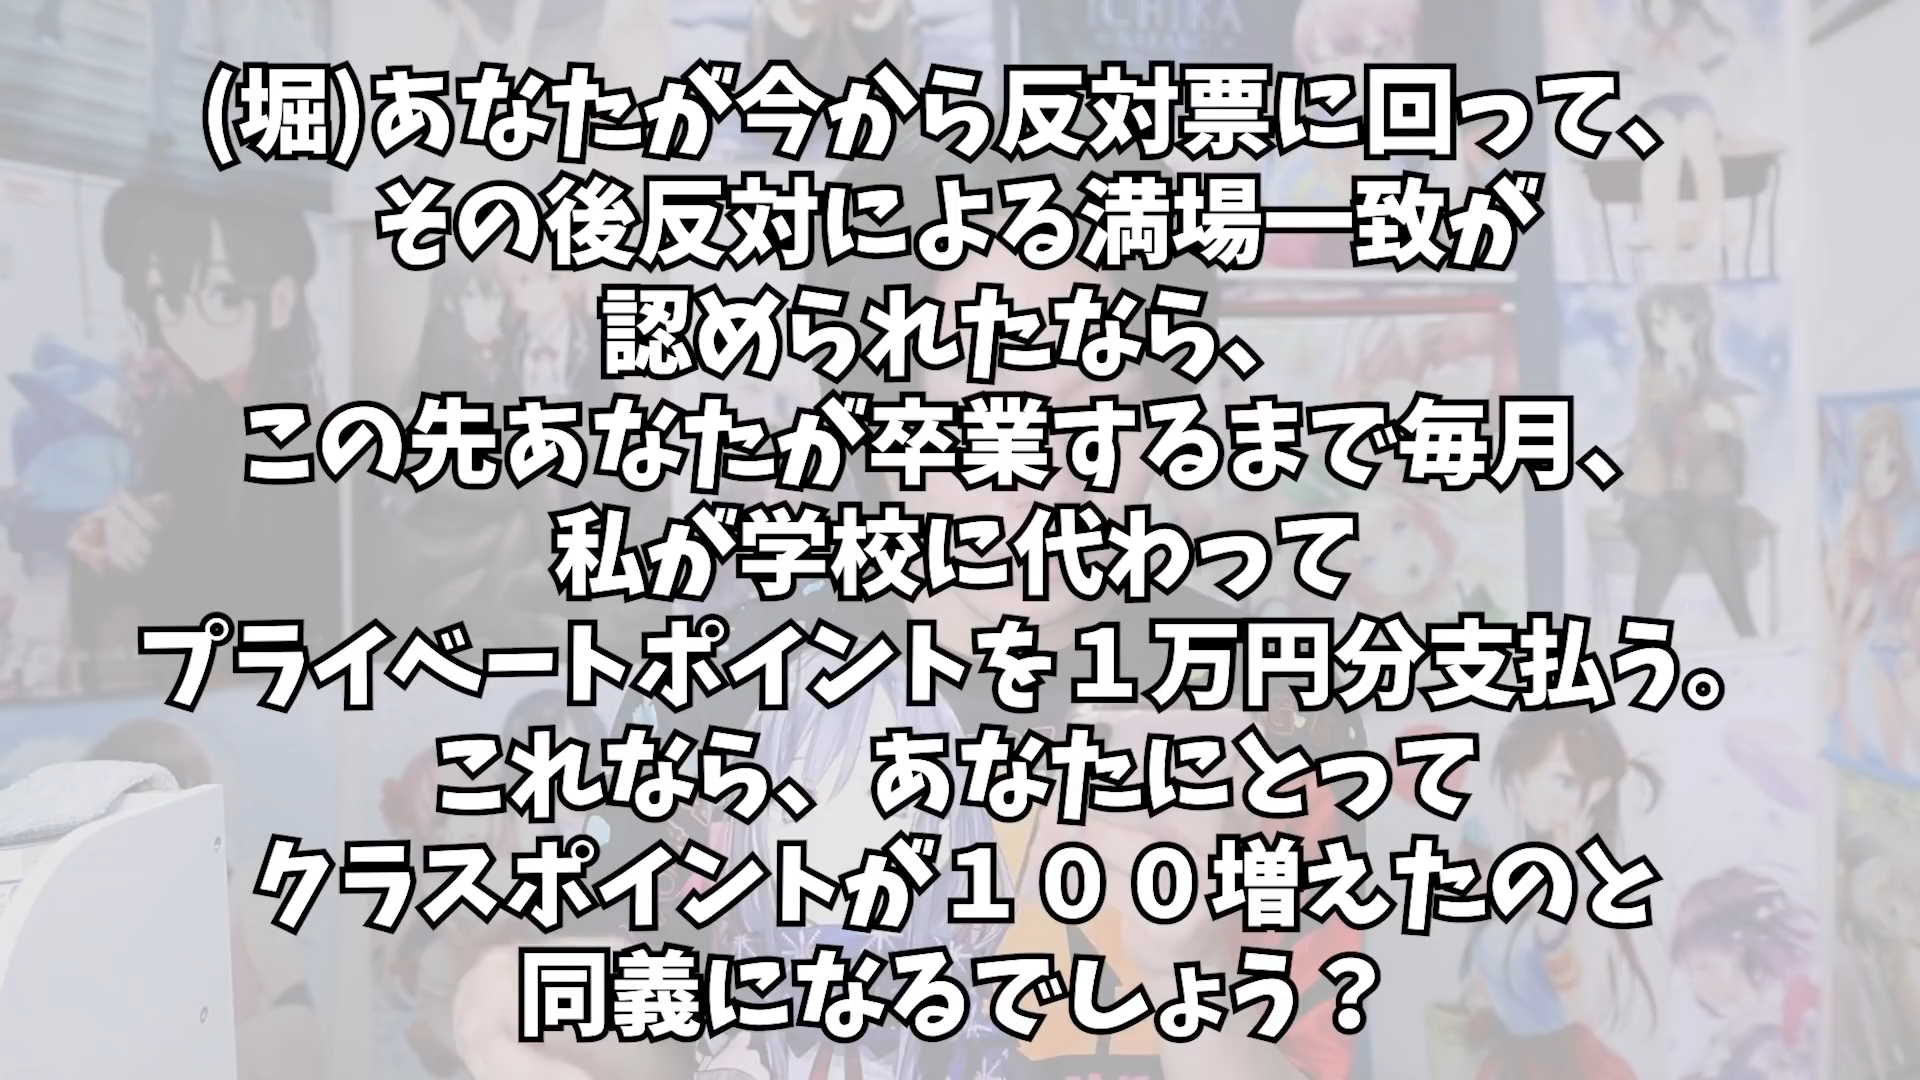 ICHIKA
(堀)あなたが今から反対票に回って、
その後反対による満場一致が
認められたなら、
この先あなたが卒業するまで毎月、
私が学校に代わって
プライベートポイントを１万円分支払う。
これなら、あなたにとって
クラスポイントが１００増えたのと
同義になるでしょう？